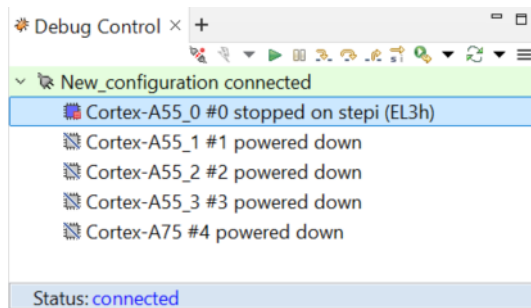 Debug Control
New_configuration connected
Cortex-A55_0 #0 stopped on stepi (EL3h)
Cortex-A55_1 #1 powered down
Cortex-A55_2 #2 powered down
Cortex-A55_3 #3 powered down
Cortex-A75 #4 powered down
Status: connected